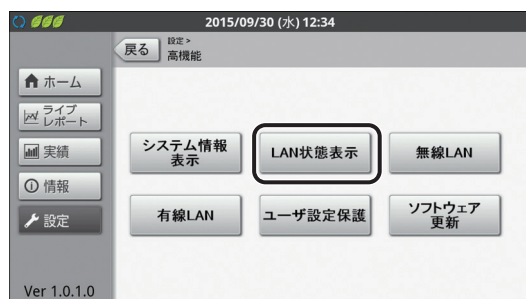 2015/09/30 (水) 12:34
戻る
設定 >
高機能
ホーム
ライブ
レポート
実績
情報
設定
Ver 1.0.1.0
システム情報
表示
LAN状態表示
無線LAN
有線LAN
ユーザ設定保護
ソフトウェア
更新